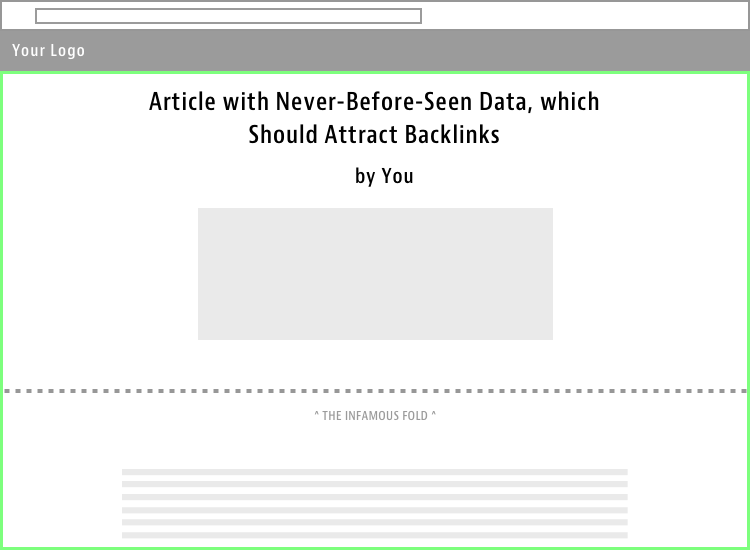 Your Logo
Article with Never-Before-Seen Data, which
Should Attract Backlinks
by You
^ THE INFAMOUS FOLD ^